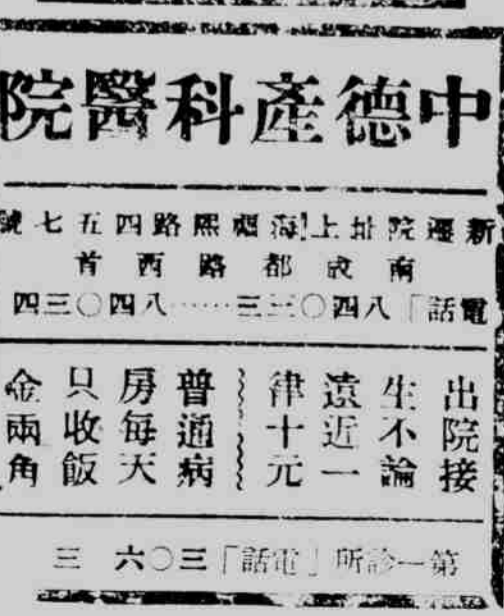 中德產科醫院
新遷院址上海福煦路四五七號
南成都路西首
電話「八四〇三三……八四〇三四
出院接
生不論
遠近一
律十元
普通病
房每天
只收飯
金兩角
第一診所「電話」三〇六三